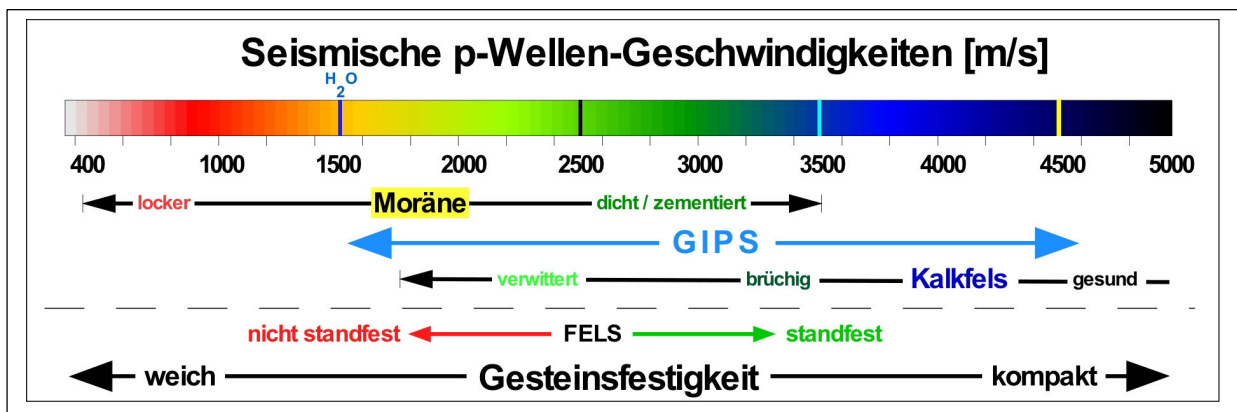 Seismische p-Wellen-Geschwindigkeiten [m/s]
H2O
400 1000 1500 2000 2500 3000 3500 4000 4500 5000
locker Moräne dicht / zementiert
GIPS
verwittert brüchig Kalkfels gesund
nicht standfest FELS standfest
weich Gesteinsfestigkeit kompakt